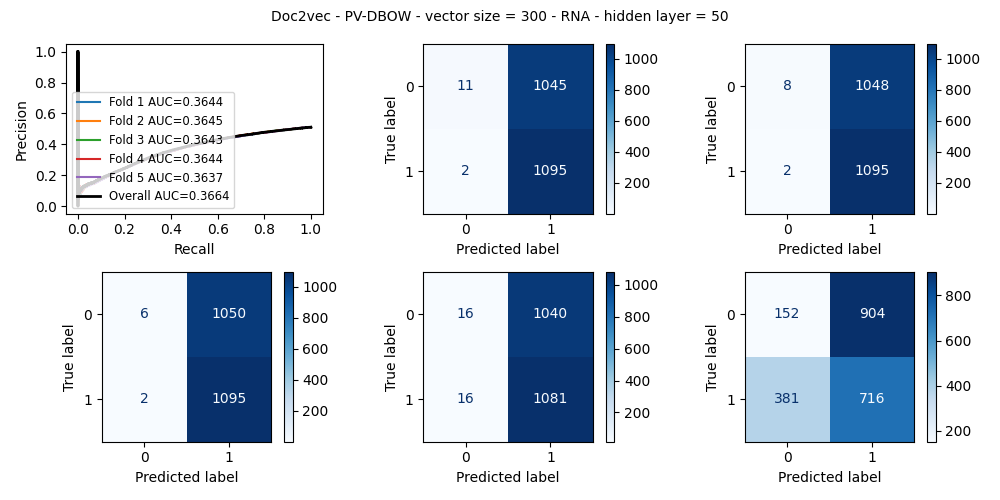 Doc2vec - PV-DBOW - vector size = 300 - RNA - hidden layer = 50
1.0
0.8
0.6
0.4
0.2
0.0
Precision
Fold 1 AUC=0.3644
Fold 2 AUC=0.3645
Fold 3 AUC=0.3643
Fold 4 AUC=0.3644
Fold 5 AUC=0.3637
Overall AUC=0.3664
0.0 0.2 0.4 0.6 0.8 1.0
Recall
True label
0
1
11 1045
2 1095
0 1
Predicted label
1000
800
600
400
200
True label
0
1
8 1048
2 1095
0 1
Predicted label
1000
800
600
400
200
True label
0
1
6 1050
2 1095
0 1
Predicted label
1000
800
600
400
200
True label
0
1
16 1040
16 1081
0 1
Predicted label
1000
800
600
400
200
True label
0
1
152 904
381 716
0 1
Predicted label
800
600
400
200